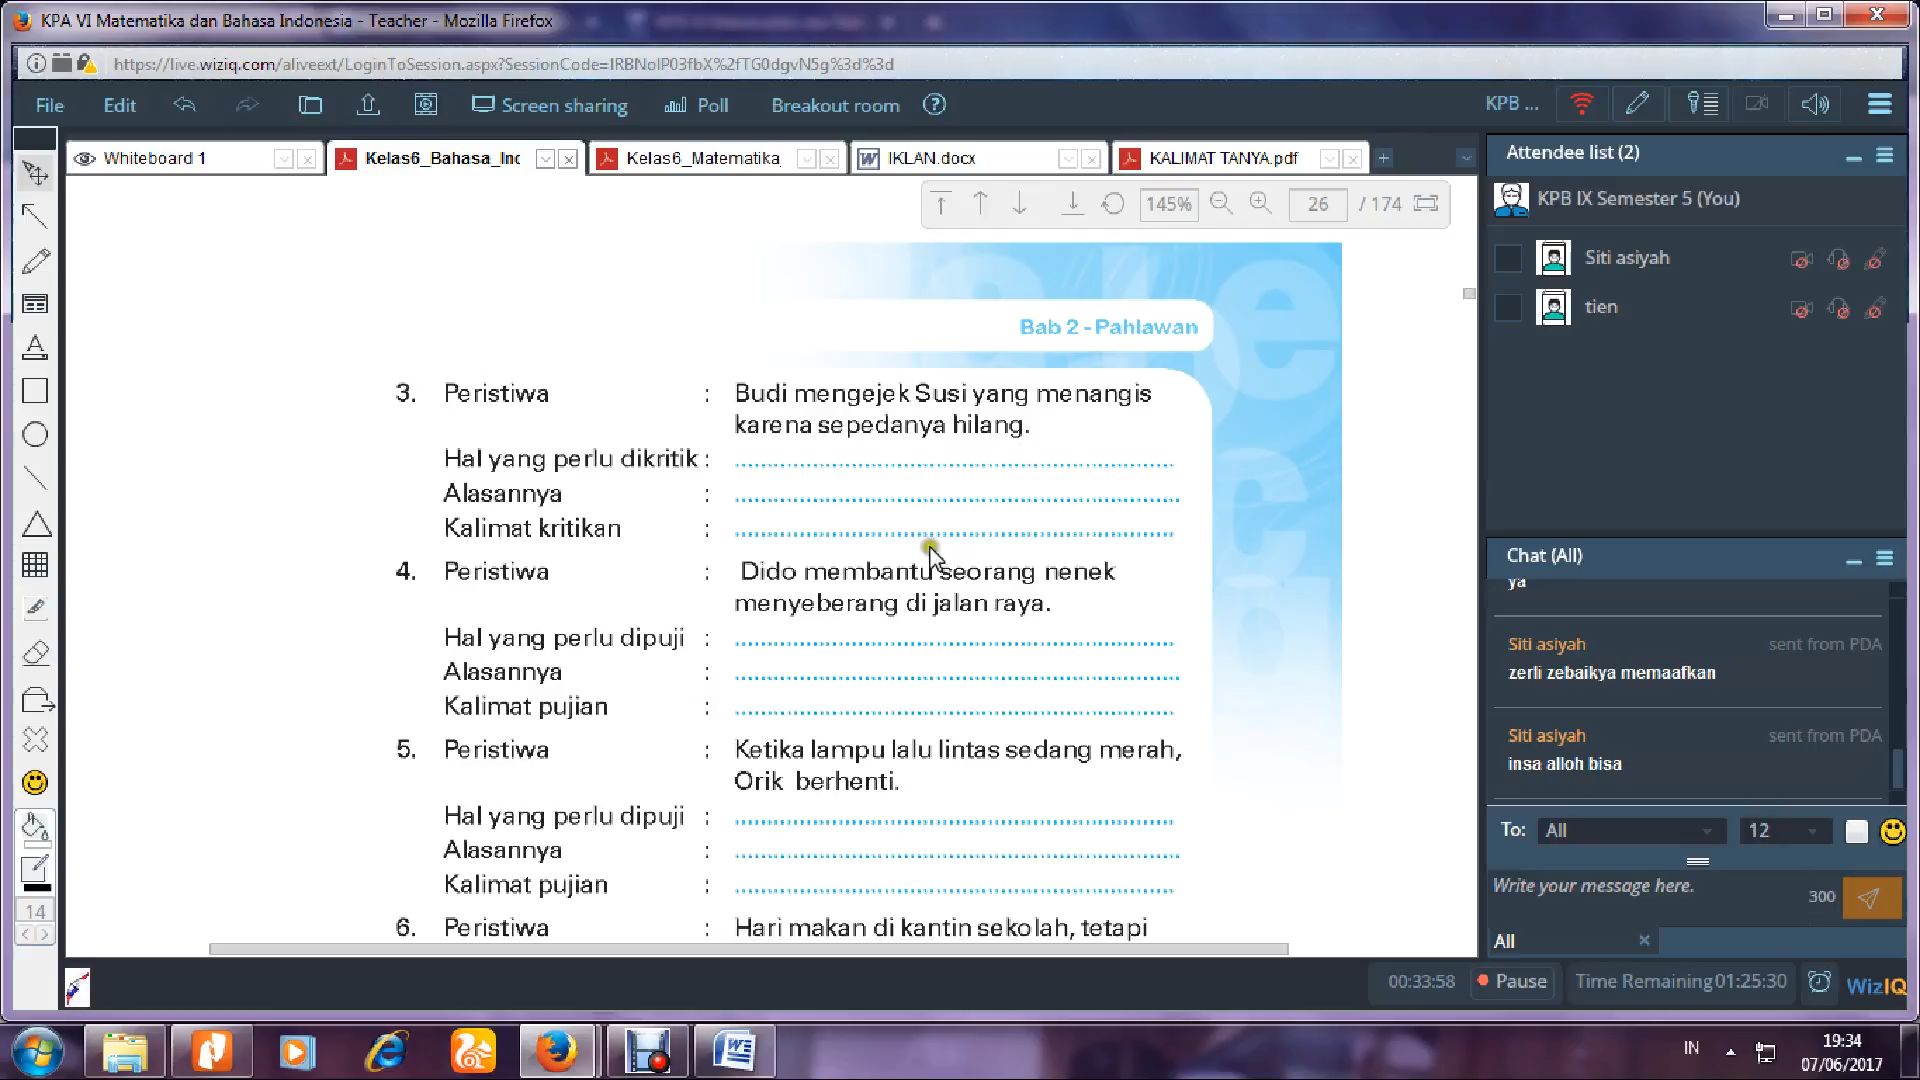 KPA VI Matematika dan Bahasa Indonesia - Teacher - Mozilla Firefox
https://live.wiziq.com/aliveext/LoginToSession.aspx?SessionCode=IRBNolP03fbX%2fTG0dgvN5g%3d%3d
File Edit Screen sharing Poll Breakout room KPB ...
Whiteboard 1 Kelas6_Bahasa_Inc Kelas6_Matematika_ IKLAN.docx KALIMAT TANYA.pdf
145% 26 / 174
Bab 2 - Pahlawan
3. Peristiwa : Budi mengejek Susi yang menangis
karena sepedanya hilang.
Hal yang perlu dikritik :
Alasannya :
Kalimat kritikan :
4. Peristiwa : Dido membantu seorang nenek
menyeberang di jalan raya.
Hal yang perlu dipuji :
Alasannya :
Kalimat pujian :
5. Peristiwa : Ketika lampu lalu lintas sedang merah,
Orik berhenti.
Hal yang perlu dipuji :
Alasannya :
Kalimat pujian :
6. Peristiwa : Hari makan di kantin sekolah, tetapi
14
Attendee list (2)
KPB IX Semester 5 (You)
Siti asiyah
tien
Chat (All)
ya
Siti asiyah sent from PDA
zerli zebaikya memaafkan
Siti asiyah sent from PDA
insa alloh bisa
To: All 12
Write your message here. 300
All
00:33:58 Pause Time Remaining 01:25:30 WizIQ
IN 19:34
07/06/2017